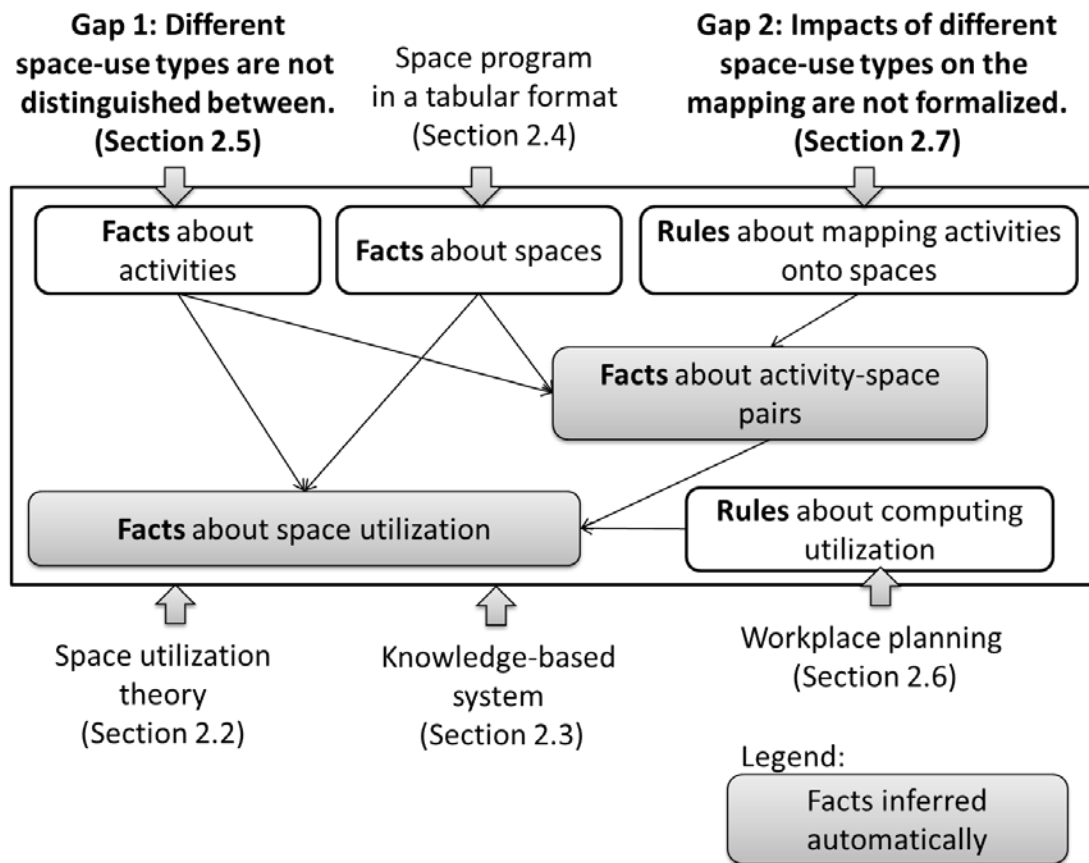 Gap 1: Different
space-use types are not
distinguished between.
(Section 2.5)
Space program
in a tabular format
(Section 2.4)
Gap 2: Impacts of different
space-use types on the
mapping are not formalized.
(Section 2.7)
Facts about
activities
Facts about spaces
Rules about mapping activities
onto spaces
Facts about activity-space
pairs
Facts about space utilization
Rules about computing
utilization
Space utilization
theory
(Section 2.2)
Knowledge-based
system
(Section 2.3)
Workplace planning
(Section 2.6)
Legend:
Facts inferred
automatically